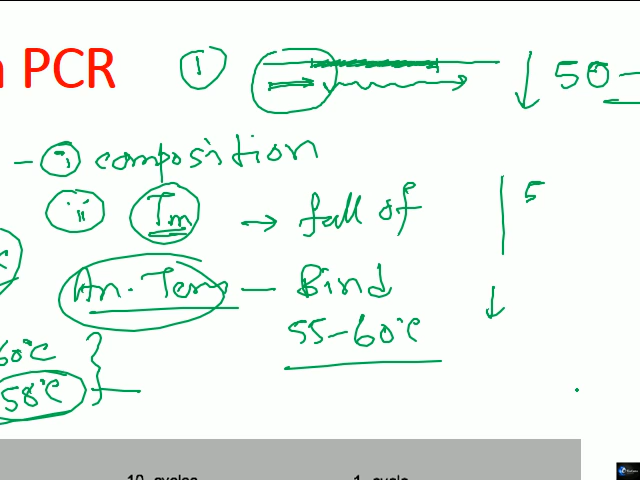 n PCR
1 ↓ 50 –
– i composition
ii Tm → fall of 5
An. Tem – Bind ↓
55-60°C
60°C
58°C
10 cycles 1 cycle